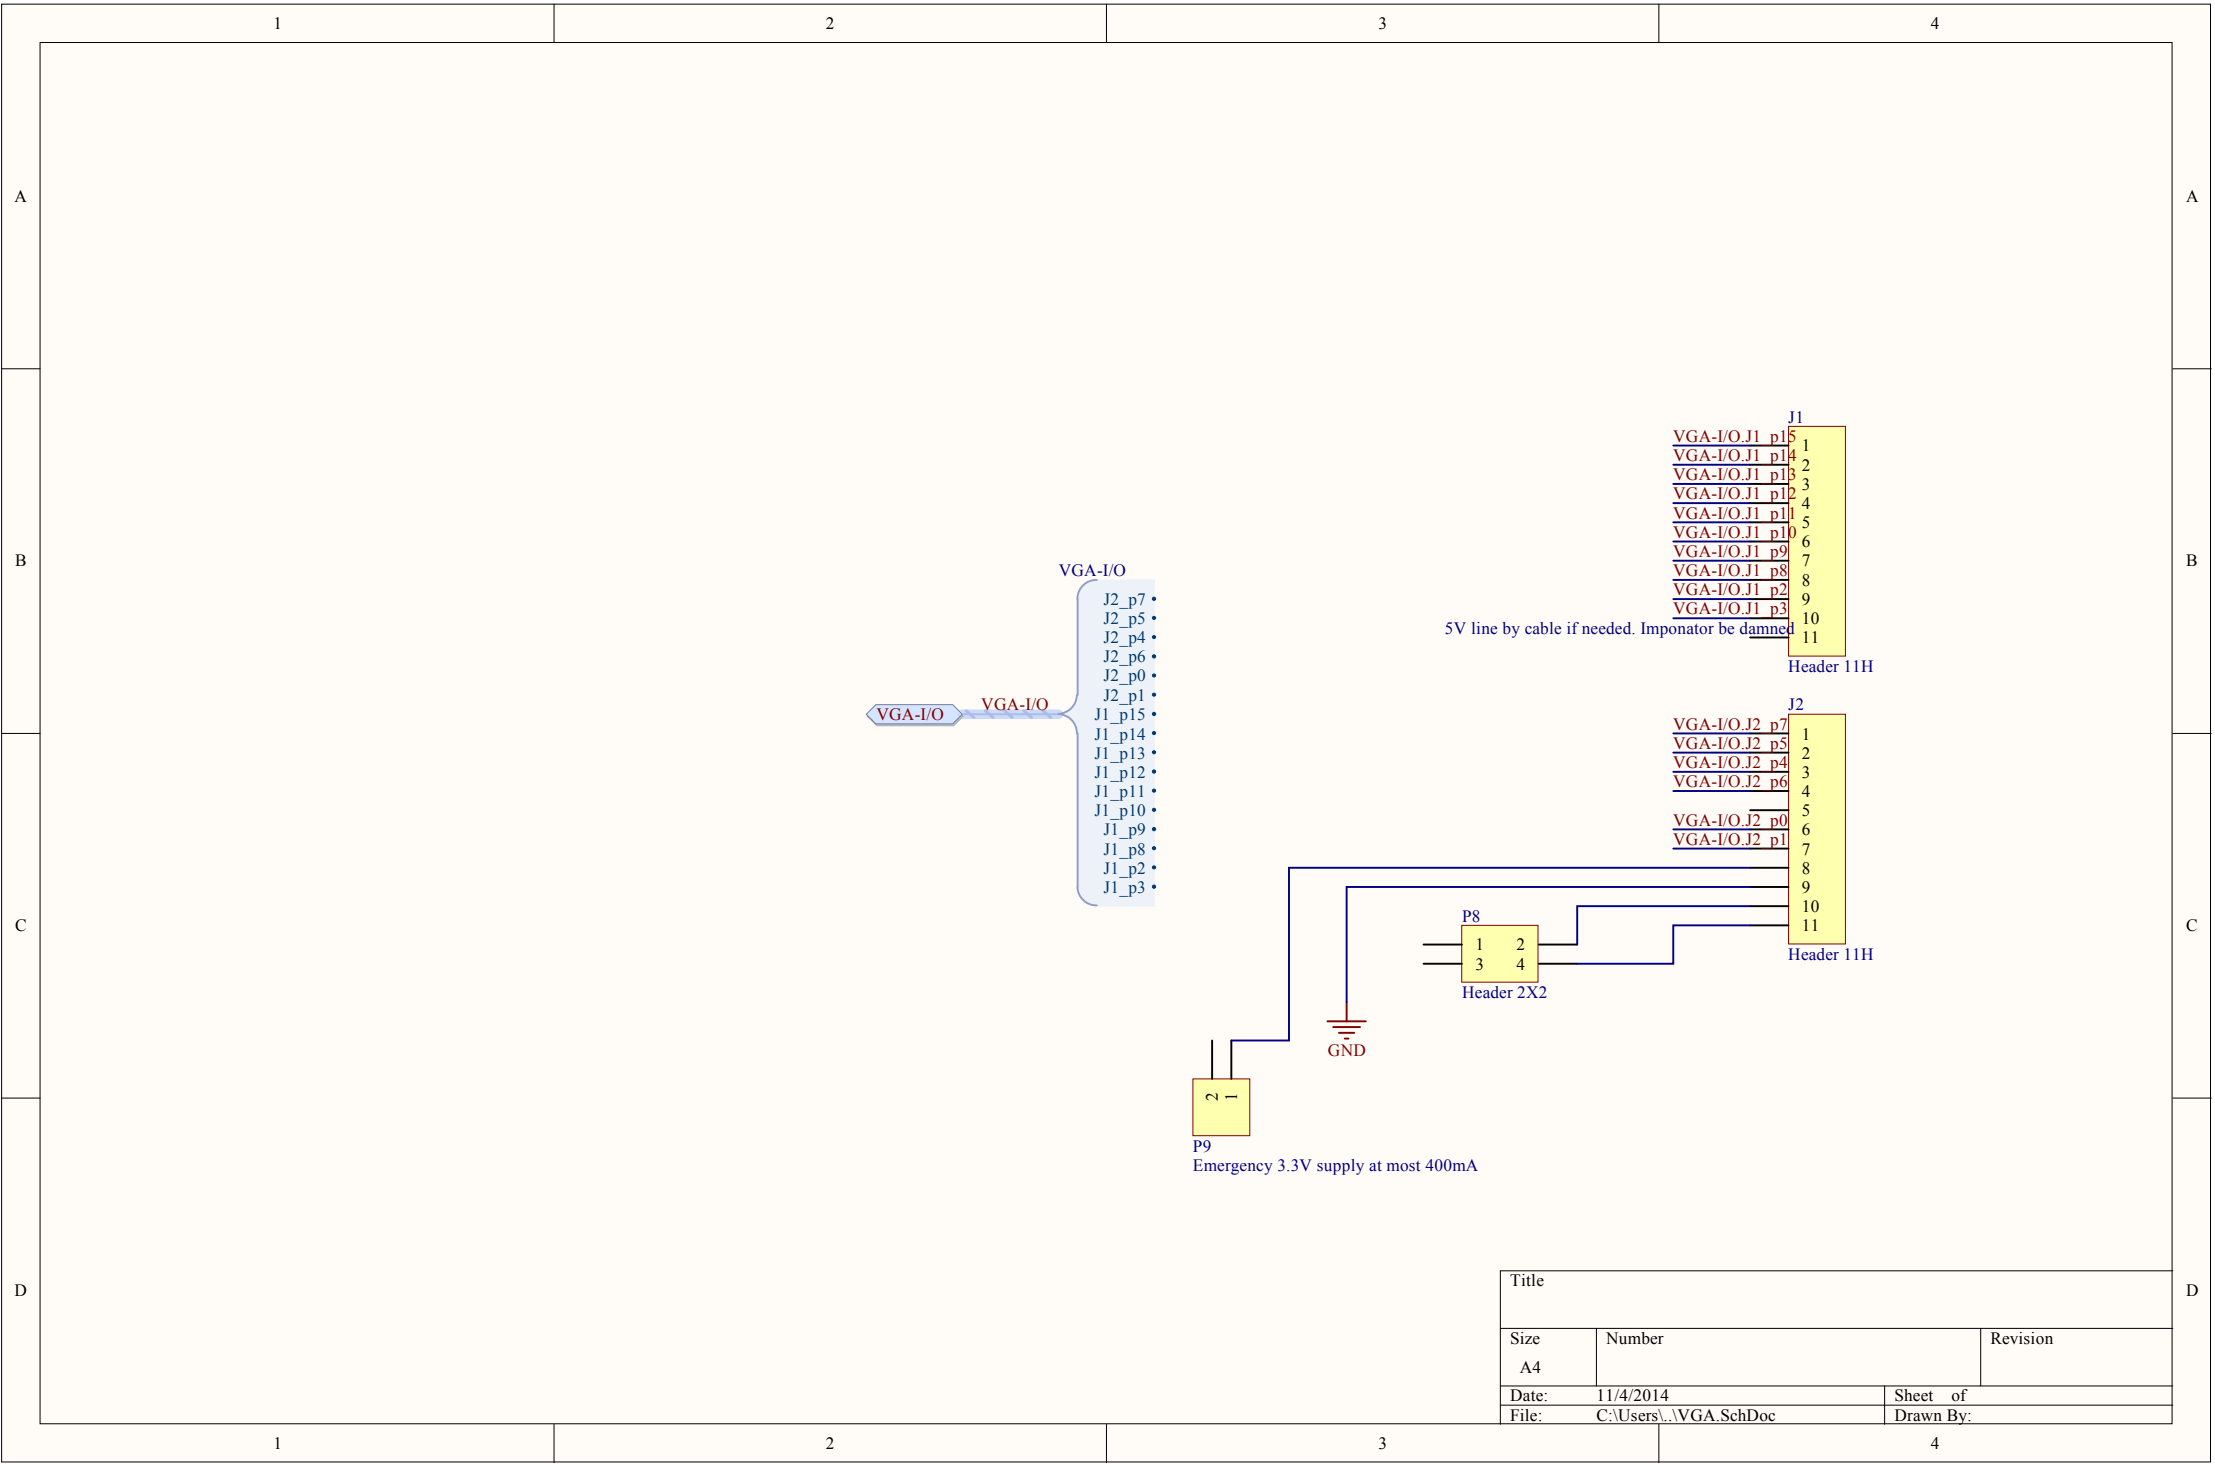 1 2 3 4
A A
B B
C C
D D
J1
VGA-I/O.J1_p15 1
VGA-I/O.J1_p14 2
VGA-I/O.J1_p13 3
VGA-I/O.J1_p12 4
VGA-I/O.J1_p11 5
VGA-I/O.J1_p10 6
VGA-I/O.J1_p9 7
VGA-I/O.J1_p8 8
VGA-I/O.J1_p2 9
VGA-I/O.J1_p3 10
5V line by cable if needed. Imponator be damned 11
Header 11H
VGA-I/O
J2_p7
J2_p5
J2_p4
J2_p6
J2_p0
J2_p1
J1_p15
J1_p14
J1_p13
J1_p12
J1_p11
J1_p10
J1_p9
J1_p8
J1_p2
J1_p3
VGA-I/O
VGA-I/O
J2
VGA-I/O.J2_p7 1
VGA-I/O.J2_p5 2
VGA-I/O.J2_p4 3
VGA-I/O.J2_p6 4
5
VGA-I/O.J2_p0 6
VGA-I/O.J2_p1 7
8
9
10
11
Header 11H
P8
1 2
3 4
Header 2X2
GND
2 1
P9
Emergency 3.3V supply at most 400mA
Title
Size Number Revision
A4
Date: 11/4/2014 Sheet of
File: C:\Users\..\VGA.SchDoc Drawn By:
1 2 3 4